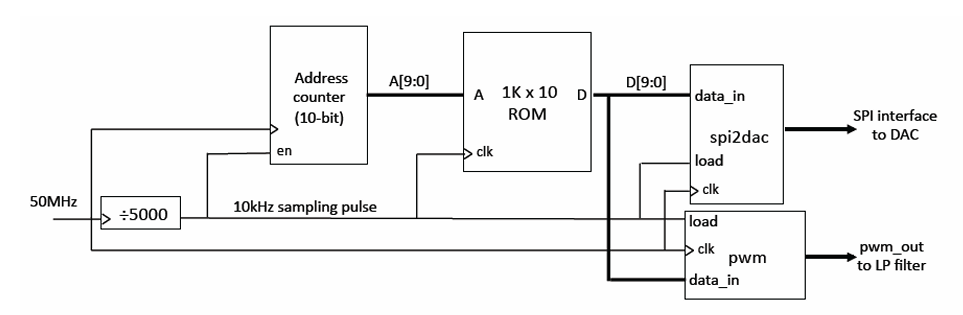 Address
counter
(10-bit)
en
A[9:0]
A
1K x 10
ROM
D
clk
D[9:0]
data_in
spi2dac
load
clk
SPI interface
to DAC
50MHz
÷5000
10kHz sampling pulse
load
clk
pwm
data_in
pwm_out
to LP filter